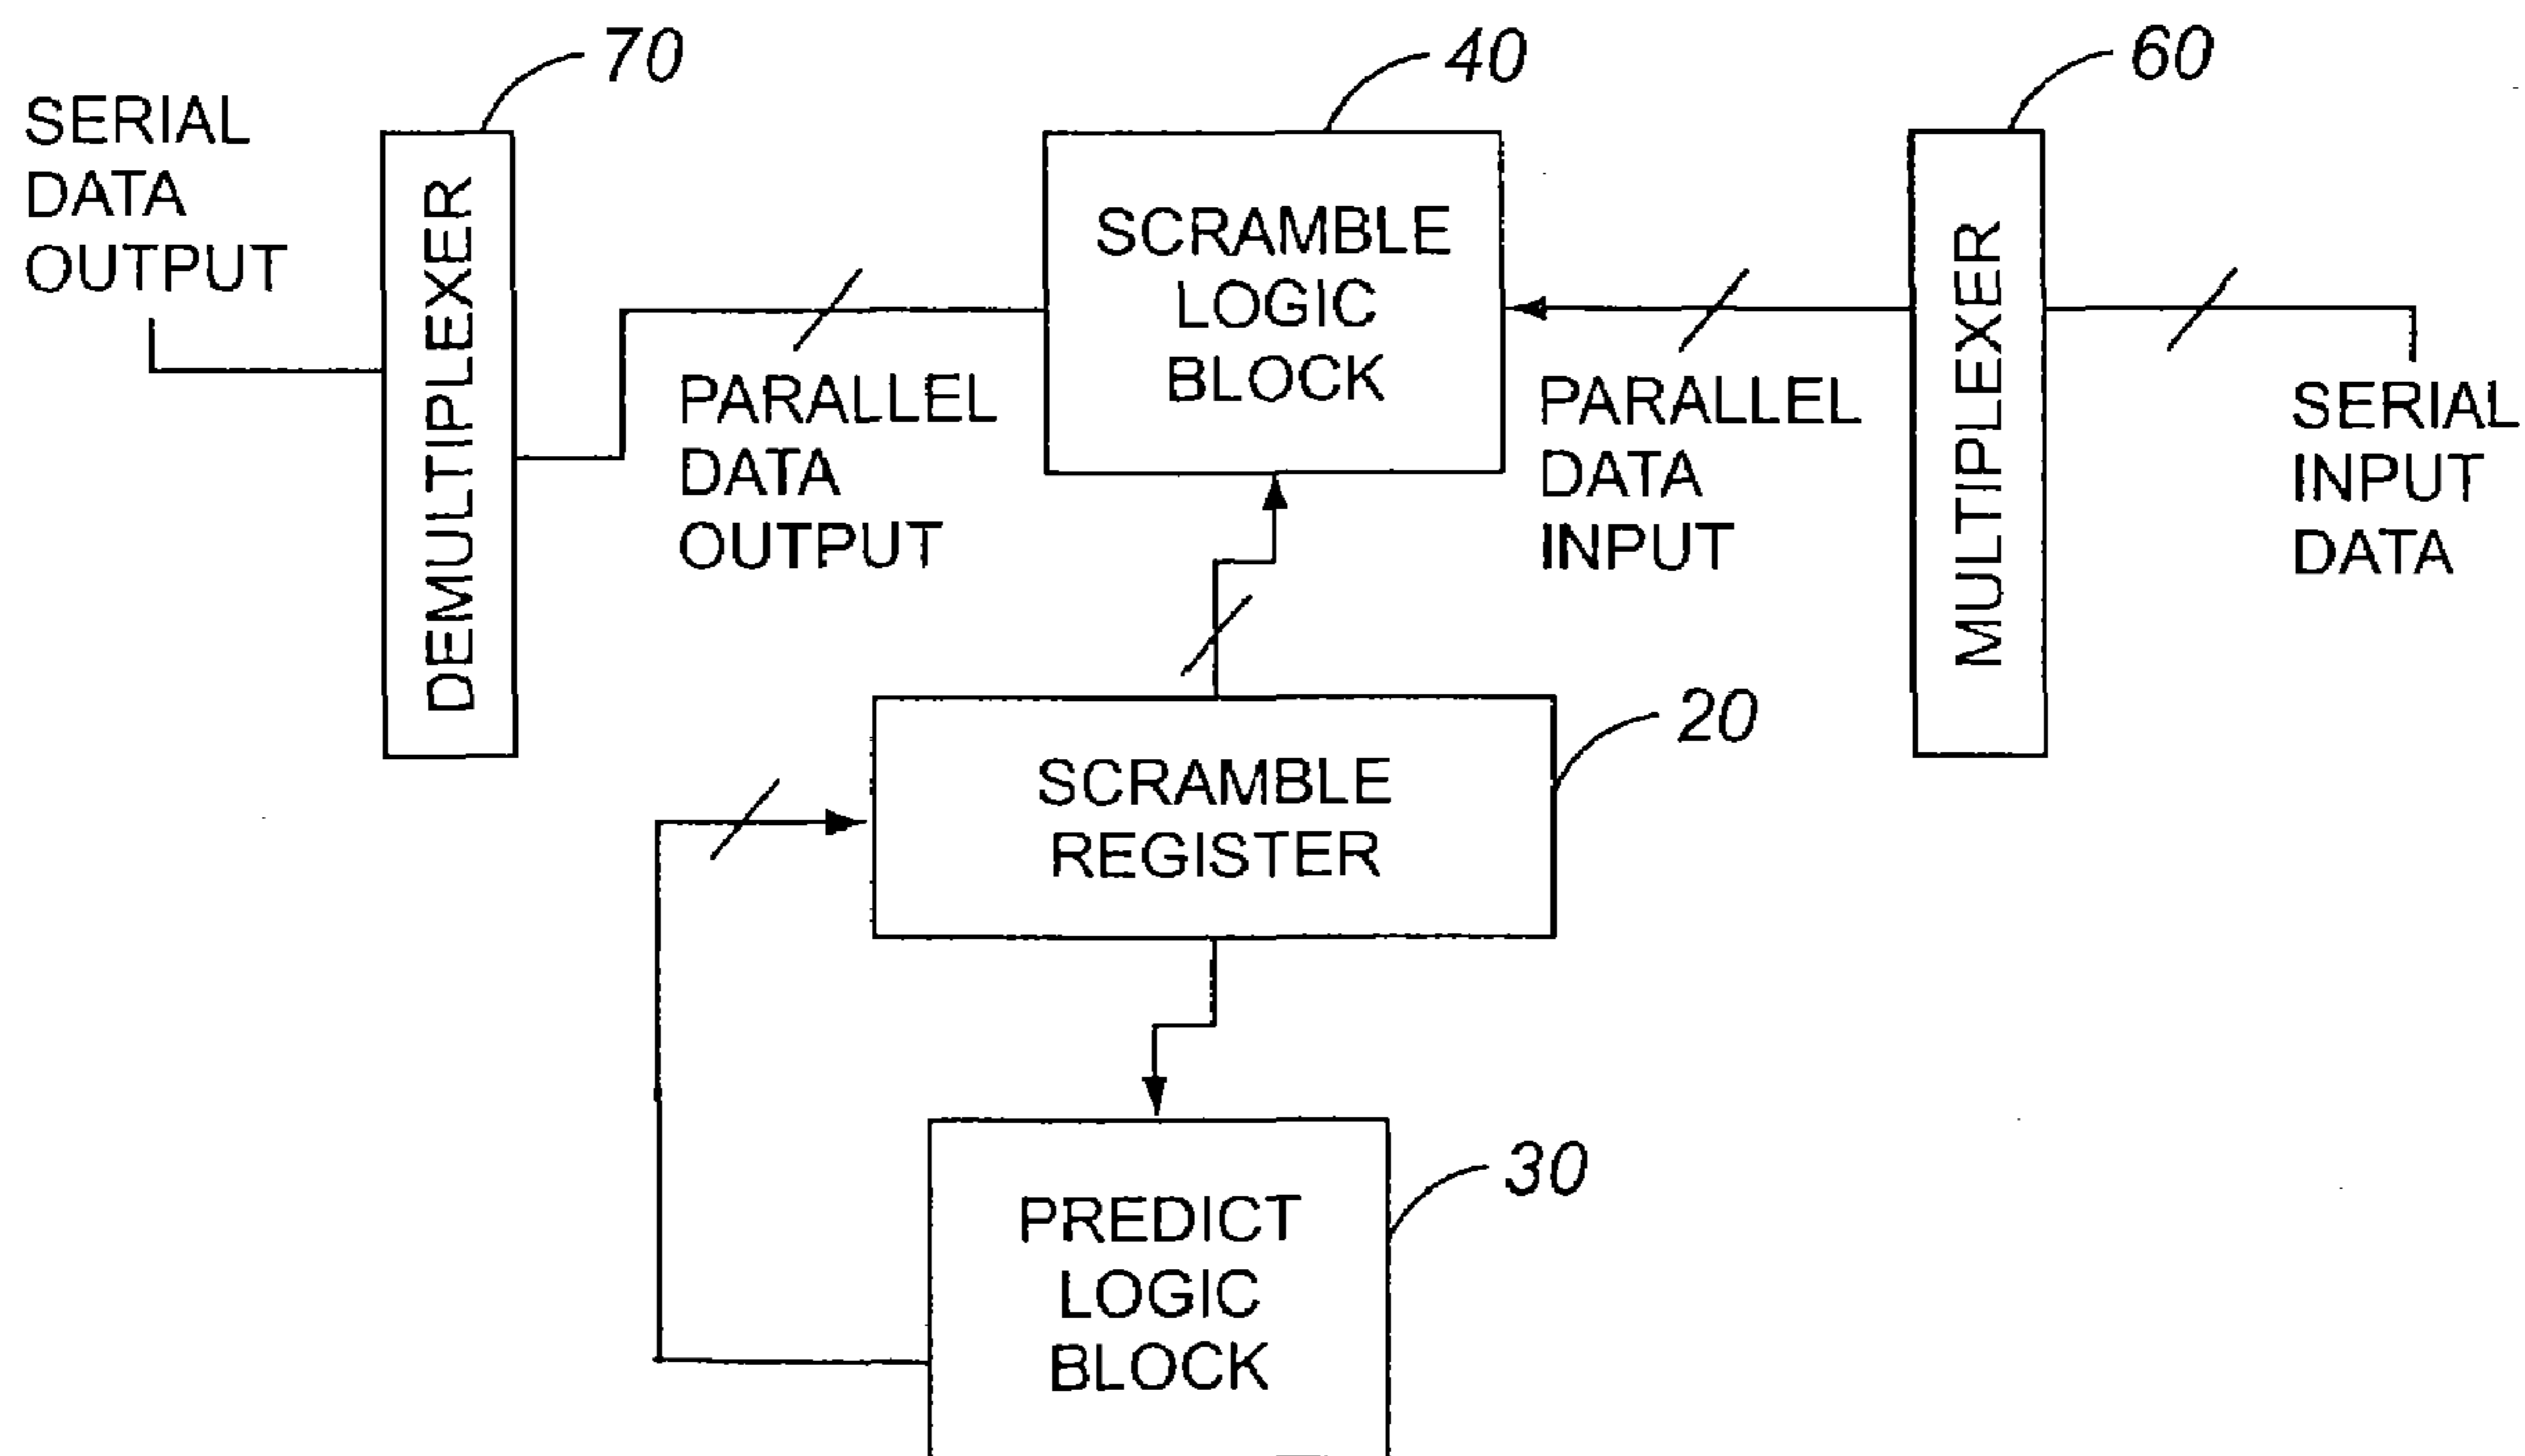 70
40
60
SERIAL
DATA
OUTPUT
DEMULTIPLEXER
SCRAMBLE
LOGIC
BLOCK
MULTIPLEXER
PARALLEL
DATA
OUTPUT
PARALLEL
DATA
INPUT
SERIAL
INPUT
DATA
20
SCRAMBLE
REGISTER
30
PREDICT
LOGIC
BLOCK